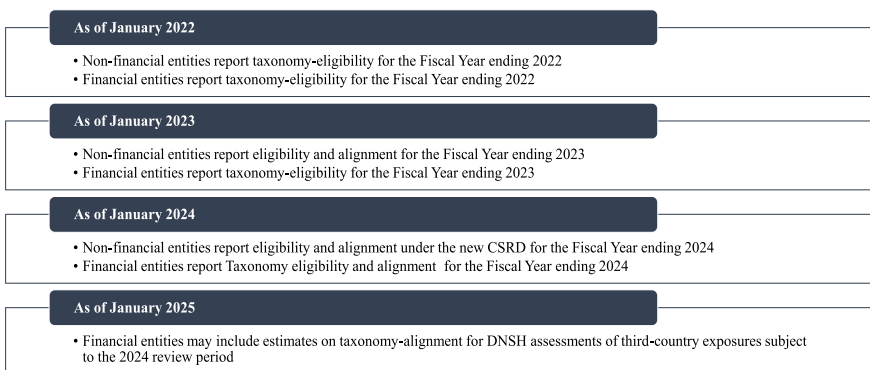 As of January 2022
• Non-financial entities report taxonomy-eligibility for the Fiscal Year ending 2022
• Financial entities report taxonomy-eligibility for the Fiscal Year ending 2022
As of January 2023
• Non-financial entities report eligibility and alignment for the Fiscal Year ending 2023
• Financial entities report taxonomy-eligibility for the Fiscal Year ending 2023
As of January 2024
• Non-financial entities report eligibility and alignment under the new CSRD for the Fiscal Year ending 2024
• Financial entities report Taxonomy eligibility and alignment for the Fiscal Year ending 2024
As of January 2025
• Financial entities may include estimates on taxonomy-alignment for DNSH assessments of third-country exposures subject
to the 2024 review period